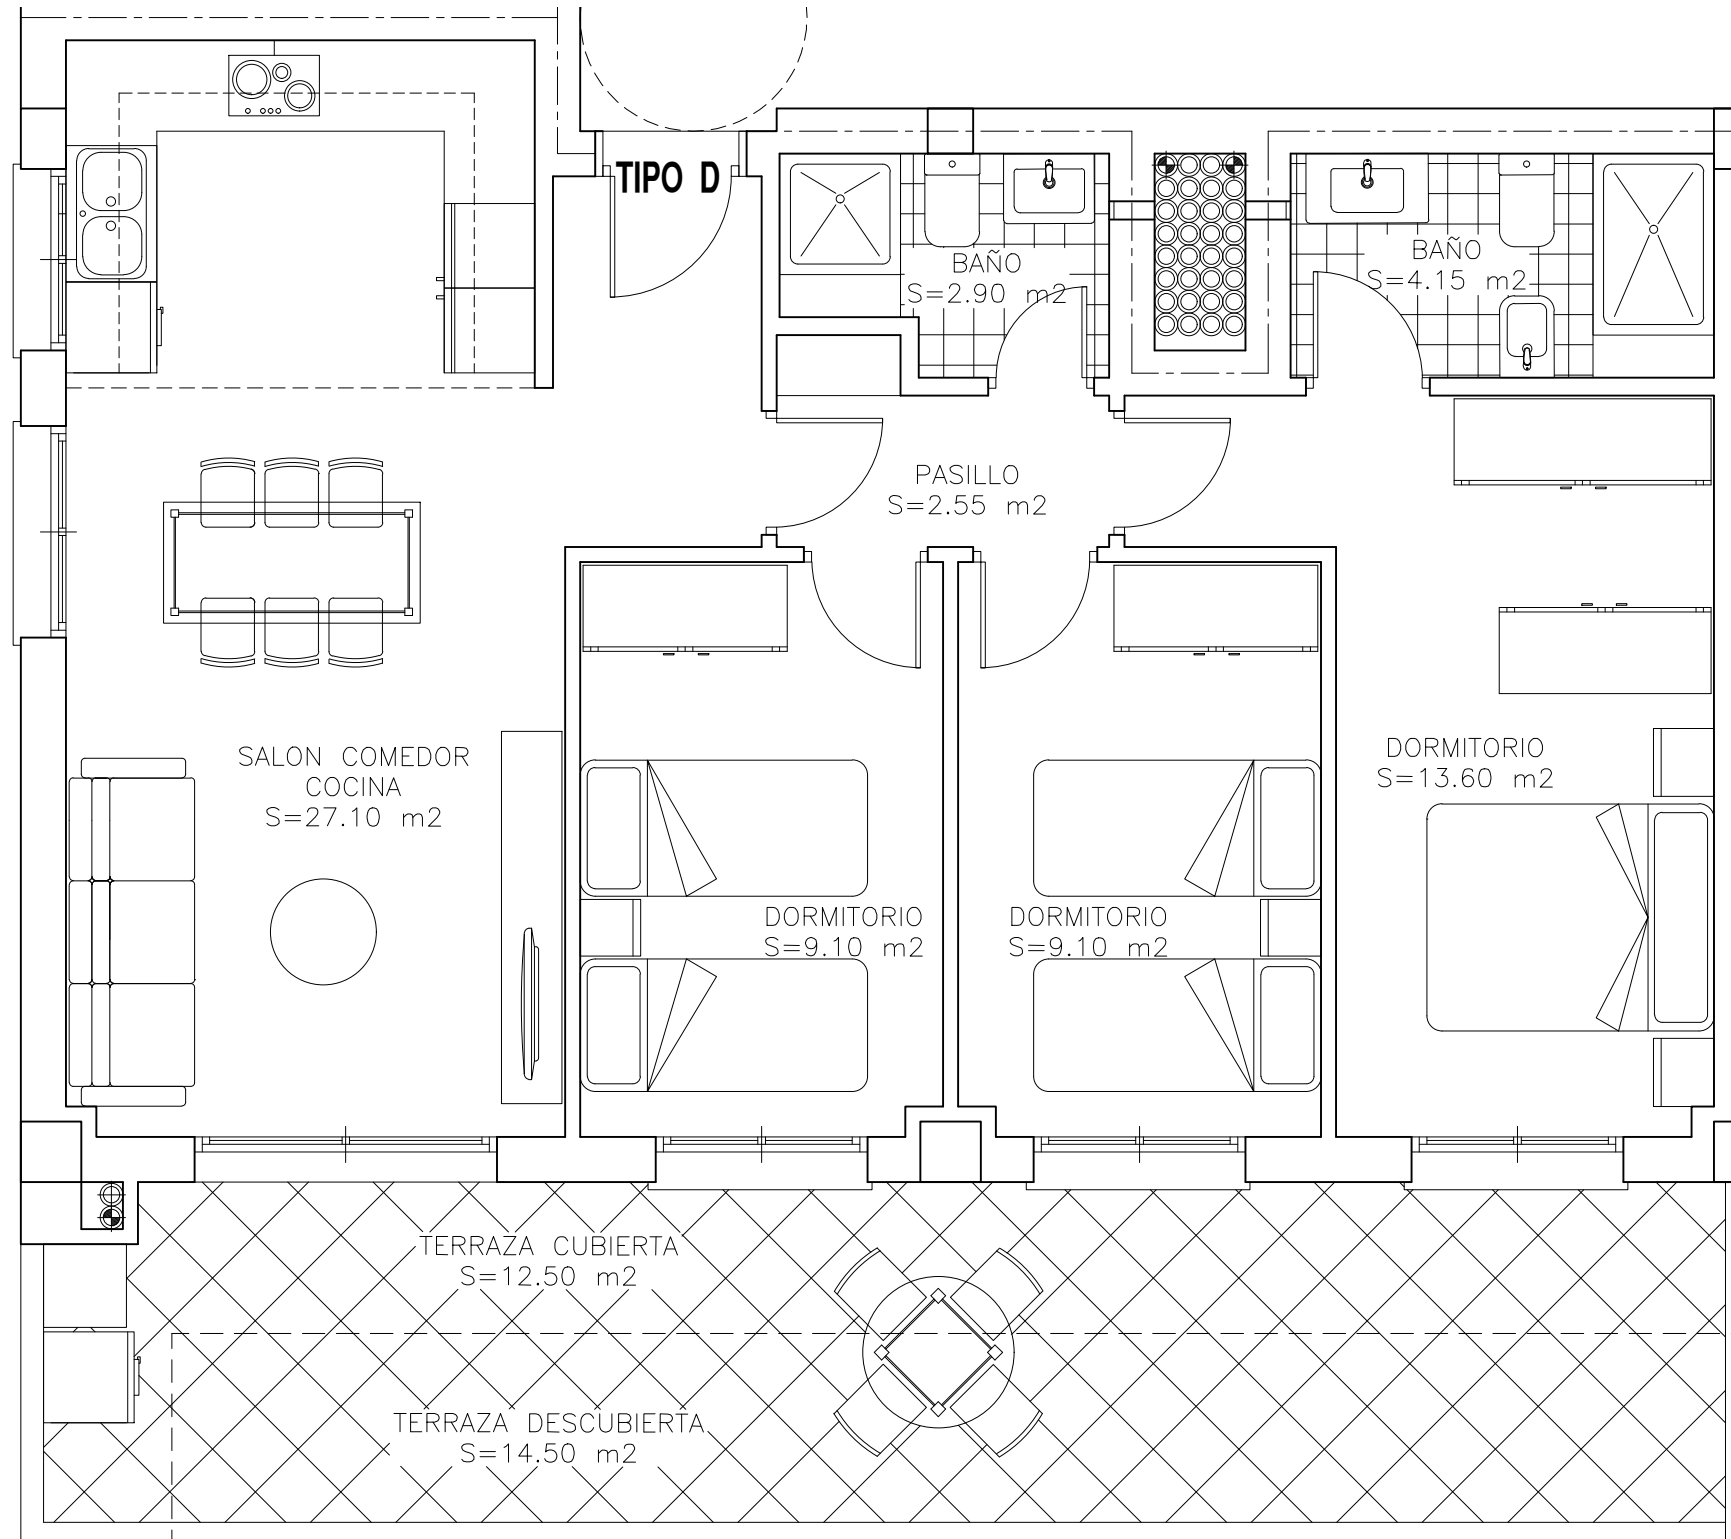 TIPO D
BAÑO
S=2.90 m2
BAÑO
S=4.15 m2
PASILLO
S=2.55 m2
SALON COMEDOR
COCINA
S=27.10 m2
DORMITORIO
S=13.60 m2
DORMITORIO
S=9.10 m2
DORMITORIO
S=9.10 m2
TERRAZA CUBIERTA
S=12.50 m2
TERRAZA DESCUBIERTA
S=14.50 m2